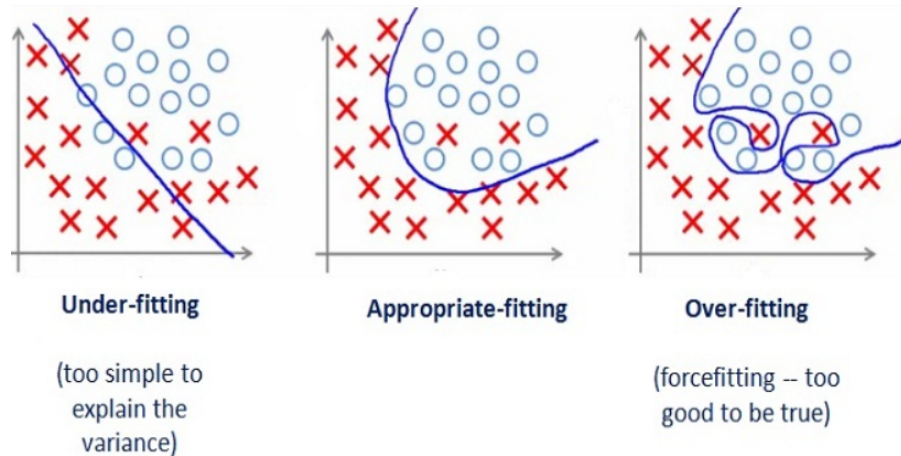 Under-fitting
Appropriate-fitting
Over-fitting
(too simple to
explain the
variance)
(forcefitting -- too
good to be true)